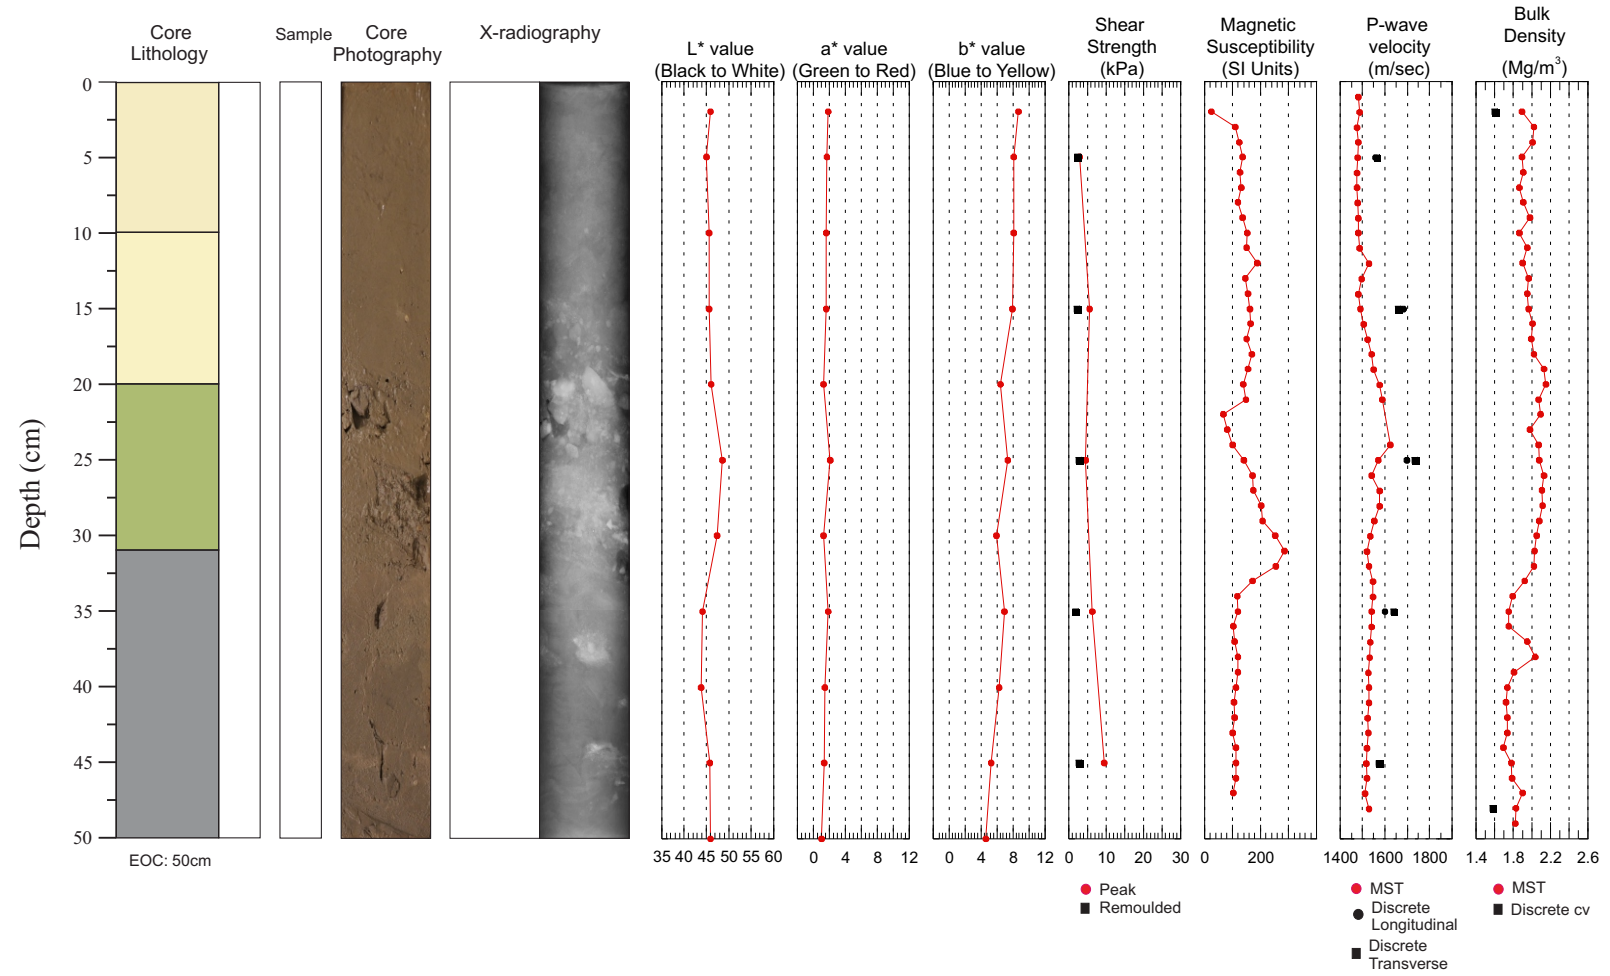 Core
Lithology
Sample
Core
Photography
X-radiography
L* value
(Black to White)
a* value
(Green to Red)
b* value
(Blue to Yellow)
Shear
Strength
(kPa)
Magnetic
Susceptibility
(SI Units)
P-wave
velocity
(m/sec)
Bulk
Density
(Mg/m³)
Depth (cm)
0
5
10
15
20
25
30
35
40
45
50
EOC: 50cm
35 40 45 50 55 60
0 4 8 12
0 4 8 12
0 10 20 30
0 200
1400 1600 1800
1.4 1.8 2.2 2.6
Peak
Remoulded
MST
Discrete
Longitudinal
Discrete
Transverse
MST
Discrete cv